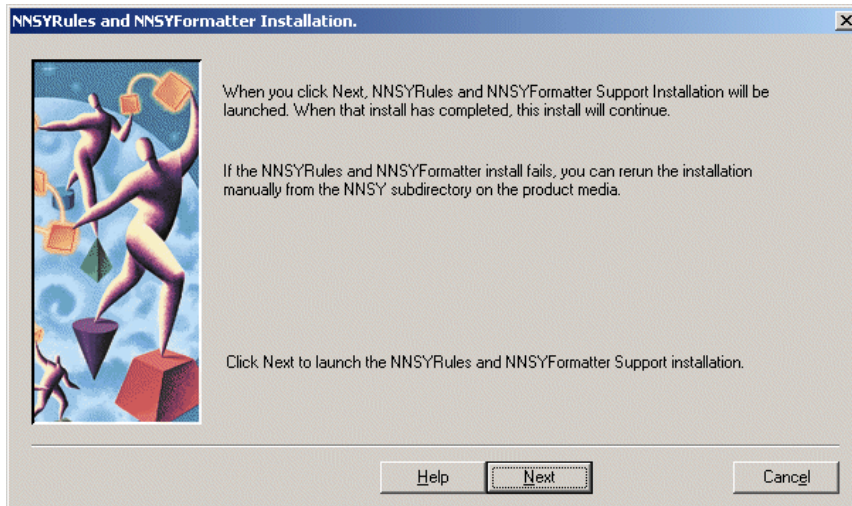 NNSYRules and NNSYFormatter Installation.
When you click Next, NNSYRules and NNSYFormatter Support Installation will be
launched. When that install has completed, this install will continue.
If the NNSYRules and NNSYFormatter install fails, you can rerun the installation
manually from the NNSY subdirectory on the product media.
Click Next to launch the NNSYRules and NNSYFormatter Support installation.
Help
Next
Cancel